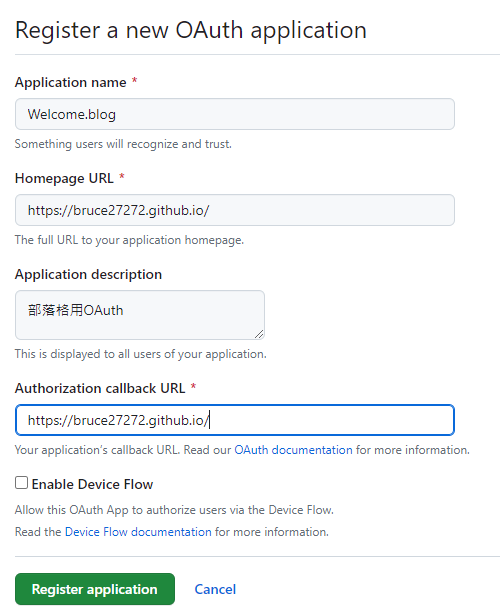 Register a new OAuth application
Application name *
Welcome.blog
Something users will recognize and trust.
Homepage URL *
https://bruce27272.github.io/
The full URL to your application homepage.
Application description
部落格用OAuth
This is displayed to all users of your application.
Authorization callback URL *
https://bruce27272.github.io/
Your application's callback URL. Read our OAuth documentation for more information.
Enable Device Flow
Allow this OAuth App to authorize users via the Device Flow.
Read the Device Flow documentation for more information.
Register application Cancel